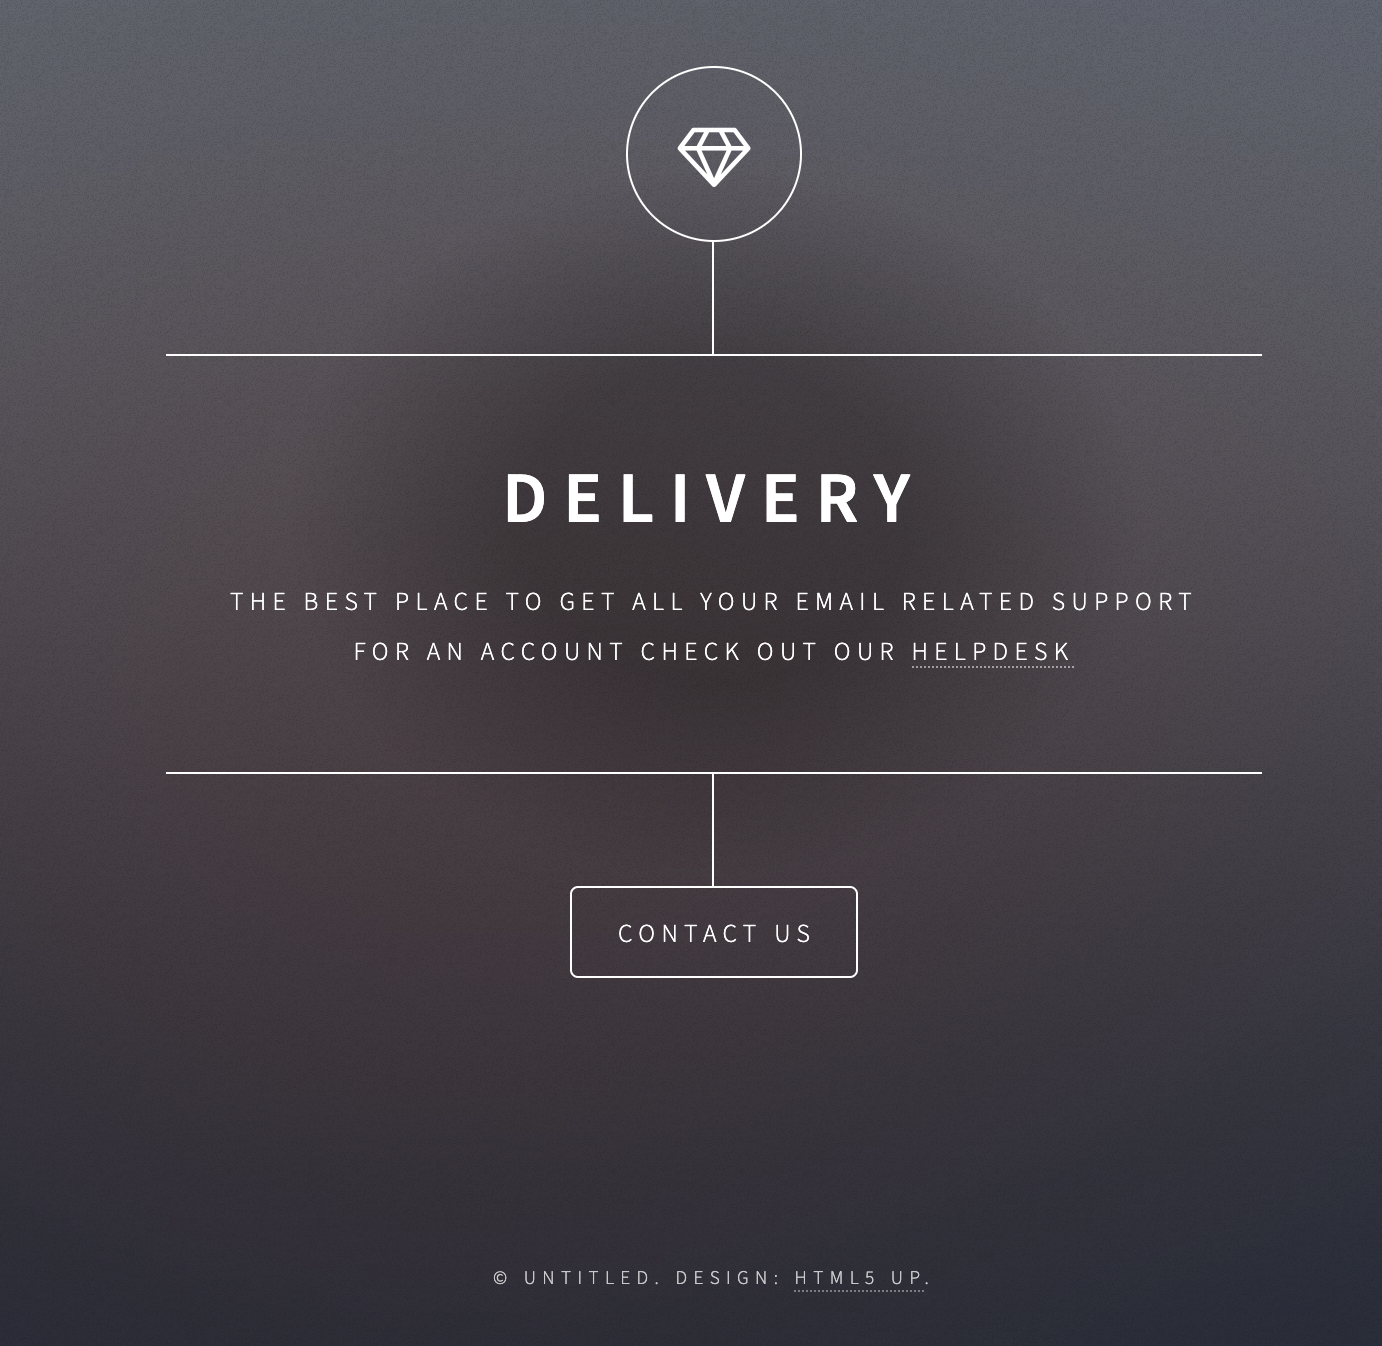 DELIVERY
THE BEST PLACE TO GET ALL YOUR EMAIL RELATED SUPPORT
FOR AN ACCOUNT CHECK OUT OUR HELPDESK
CONTACT US
© UNTITLED. DESIGN: HTML5 UP.